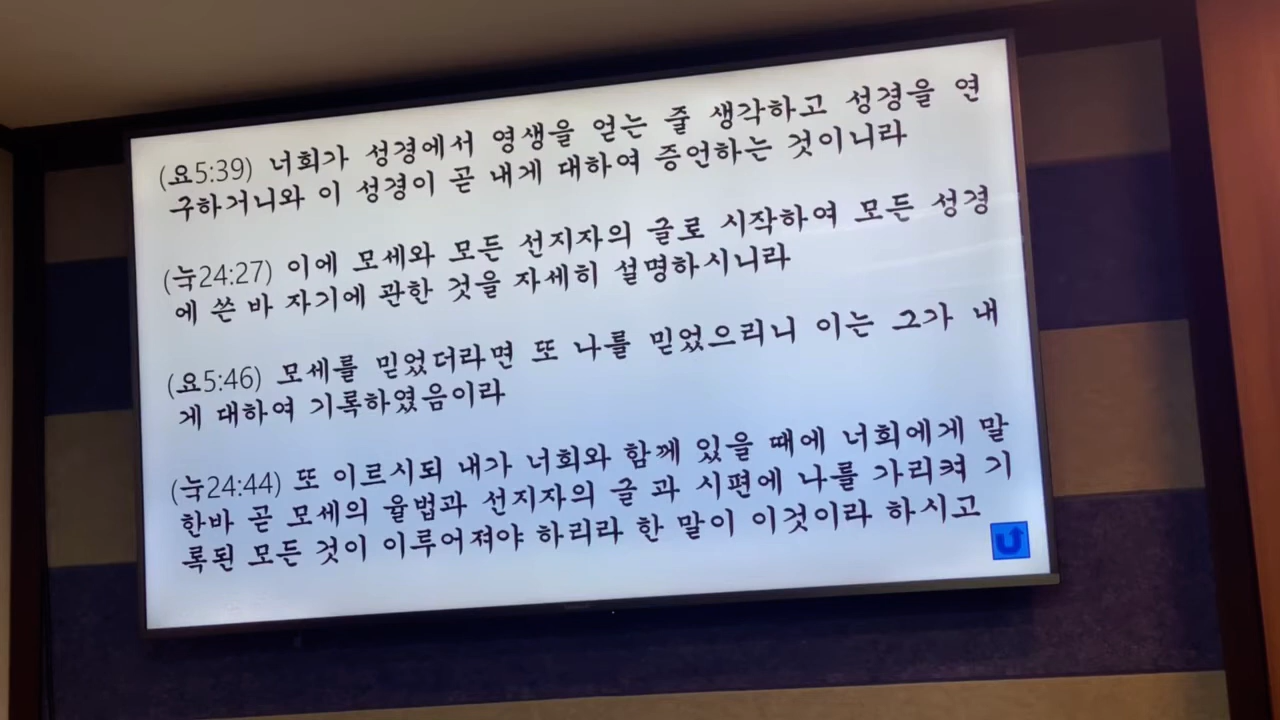 (요5:39) 너희가 성경에서 영생을 얻는 줄 생각하고 성경을 연
구하거니와 이 성경이 곧 내게 대하여 증언하는 것이니라
(눅24:27) 이에 모세와 모든 선지자의 글로 시작하여 모든 성경
에 쓴 바 자기에 관한 것을 자세히 설명하시니라
(요5:46) 모세를 믿었더라면 또 나를 믿었으리니 이는 그가 내
게 대하여 기록하였음이라
(눅24:44) 또 이르시되 내가 너희와 함께 있을 때에 너희에게 말
한바 곧 모세의 율법과 선지자의 글 과 시편에 나를 가리켜 기
록된 모든 것이 이루어져야 하리라 한 말이 이것이라 하시고